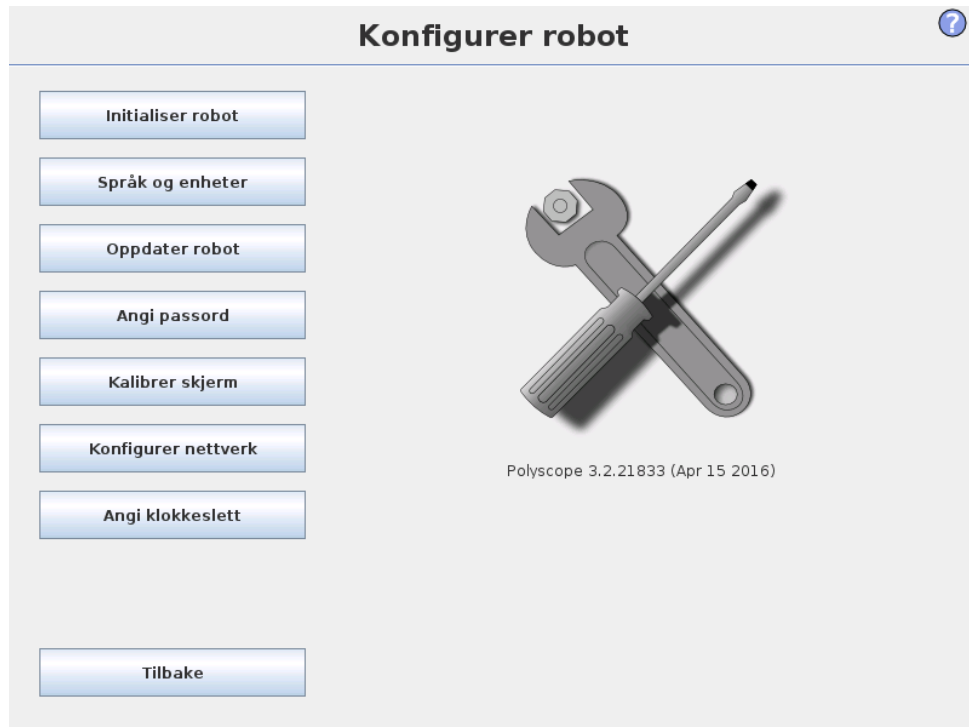 Konfigurer robot
?
Initialiser robot
Språk og enheter
Oppdater robot
Angi passord
Kalibrer skjerm
Konfigurer nettverk
Angi klokkeslett
Polyscope 3.2.21833 (Apr 15 2016)
Tilbake